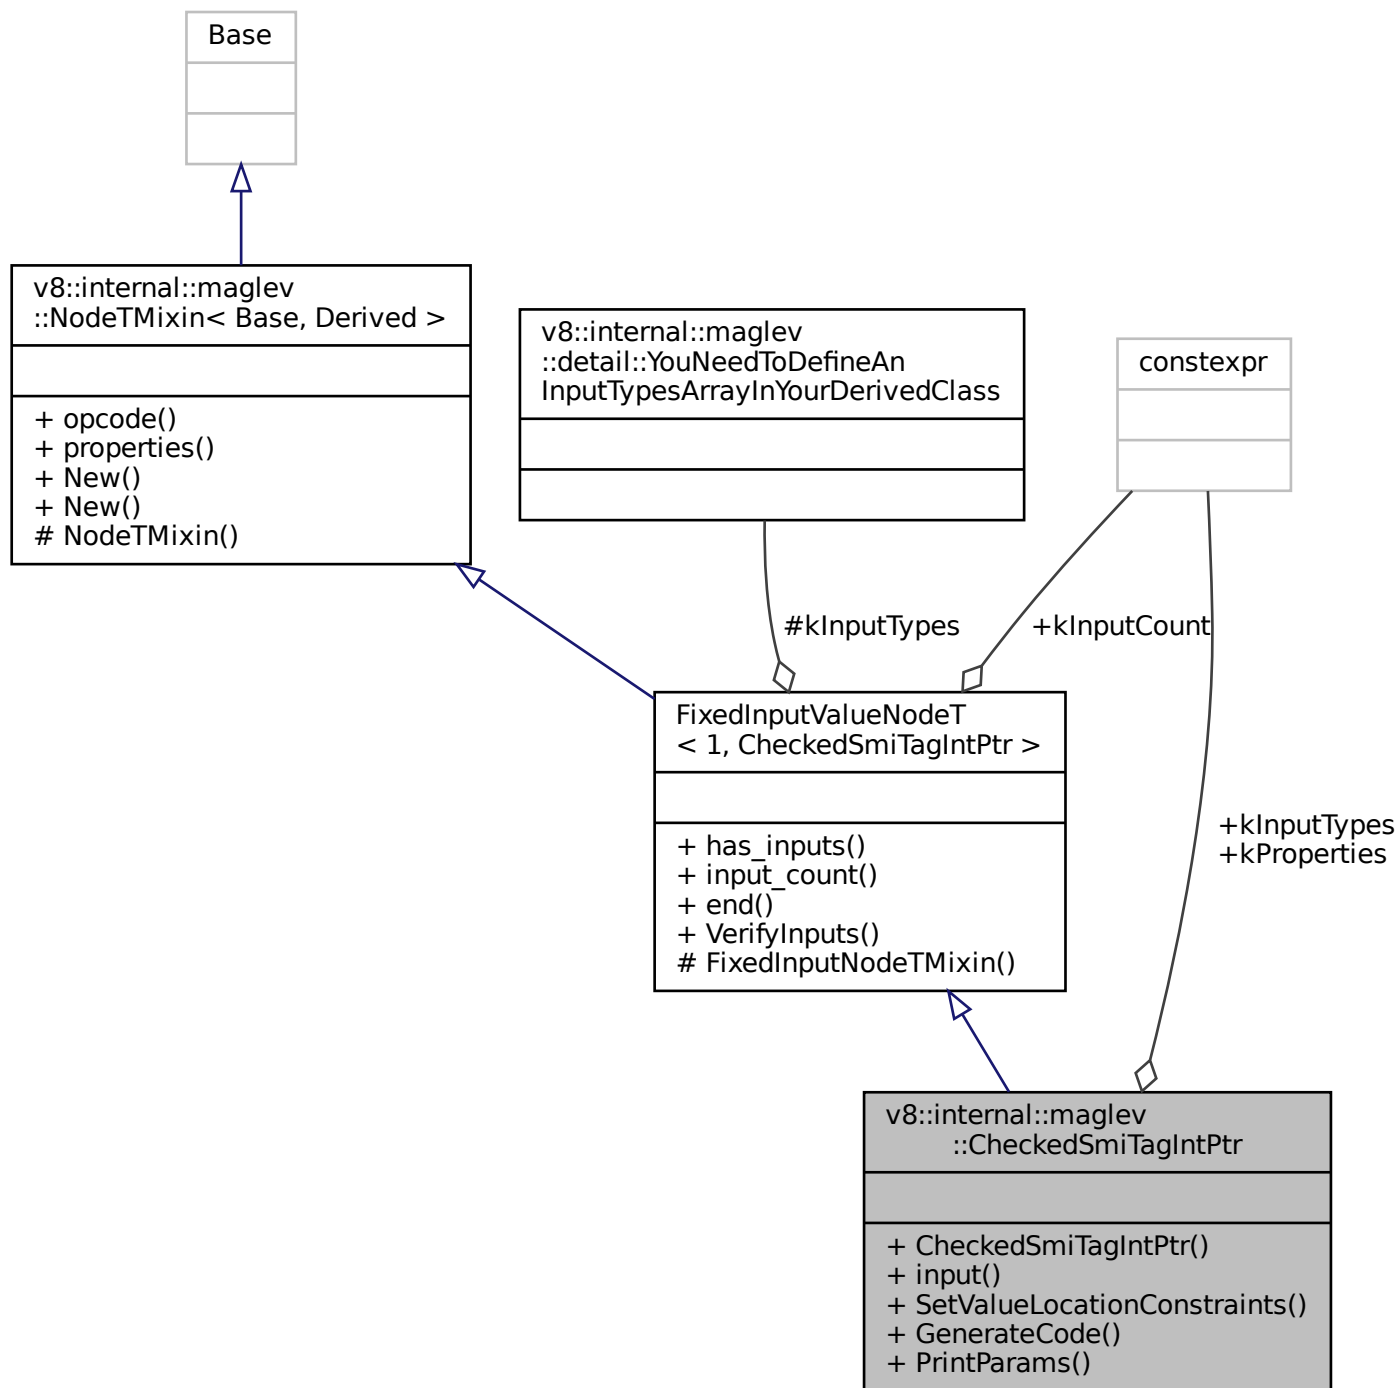 Base
v8::internal::maglev
::NodeTMixin< Base, Derived >
+ opcode()
+ properties()
+ New()
+ New()
# NodeTMixin()
v8::internal::maglev
::detail::YouNeedToDefineAn
InputTypesArrayInYourDerivedClass
constexpr
#kInputTypes
+kInputCount
FixedInputValueNodeT
< 1, CheckedSmiTagIntPtr >
+ has_inputs()
+ input_count()
+ end()
+ VerifyInputs()
# FixedInputNodeTMixin()
+kInputTypes
+kProperties
v8::internal::maglev
::CheckedSmiTagIntPtr
+ CheckedSmiTagIntPtr()
+ input()
+ SetValueLocationConstraints()
+ GenerateCode()
+ PrintParams()